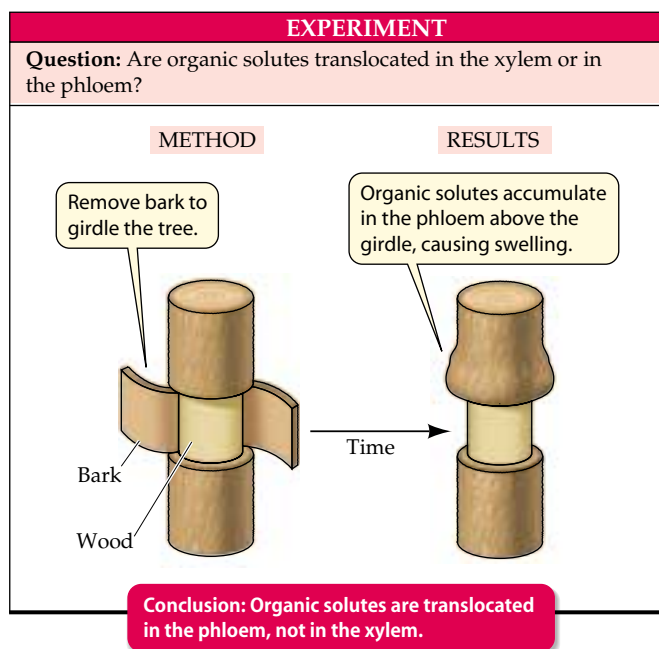 EXPERIMENT
Question: Are organic solutes translocated in the xylem or in
the phloem?
METHOD
RESULTS
Remove bark to
girdle the tree.
Organic solutes accumulate
in the phloem above the
girdle, causing swelling.
Time
Bark
Wood
Conclusion: Organic solutes are translocated
in the phloem, not in the xylem.